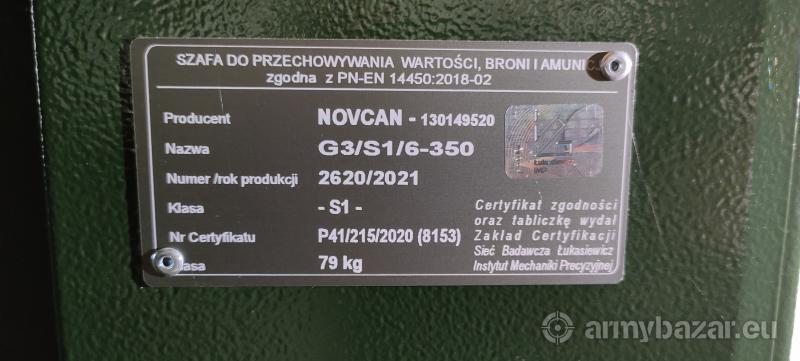 SZAFA DO PRZECHOWYWANIA WARTOŚCI, BRONI I AMUNICJI
zgodna z PN-EN 14450:2018-02
Producent NOVCAN - 130149520
Nazwa G3/S1/6-350
Numer /rok produkcji 2620/2021
Klasa - S1 -
Nr Certyfikatu P41/215/2020 (8153)
Masa 79 kg
Certyfikat zgodności
oraz tabliczkę wydał
Zakład Certyfikacji
Sieć Badawcza Łukasiewicz
Instytut Mechaniki Precyzyjnej
armybazar.eu